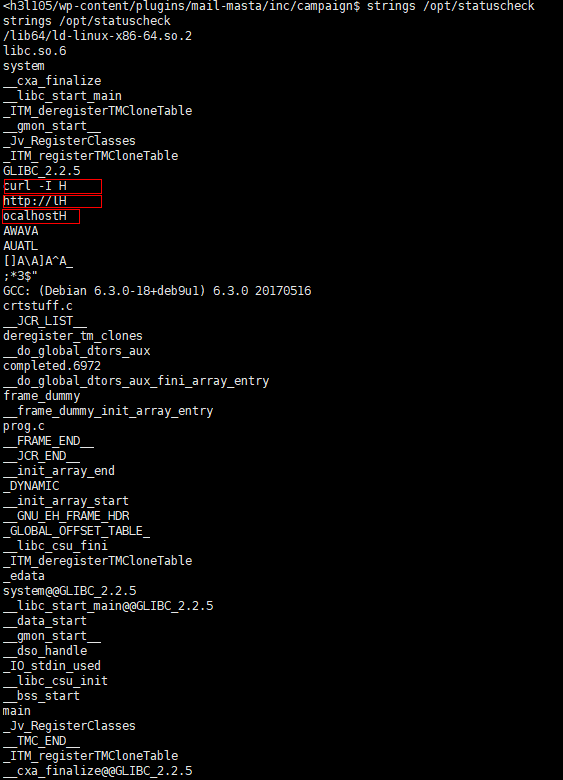 <h3l105/wp-content/plugins/mail-masta/inc/campaign$ strings /opt/statuscheck
strings /opt/statuscheck
/lib64/ld-linux-x86-64.so.2
libc.so.6
system
__cxa_finalize
__libc_start_main
_ITM_deregisterTMCloneTable
__gmon_start__
_Jv_RegisterClasses
_ITM_registerTMCloneTable
GLIBC_2.2.5
curl -I H
http://lH
ocalhostH
AWAVA
AUATL
[]A\A]A^A_
;*3$"
GCC: (Debian 6.3.0-18+deb9u1) 6.3.0 20170516
crtstuff.c
__JCR_LIST__
deregister_tm_clones
__do_global_dtors_aux
completed.6972
__do_global_dtors_aux_fini_array_entry
frame_dummy
__frame_dummy_init_array_entry
prog.c
__FRAME_END__
__JCR_END__
__init_array_end
_DYNAMIC
__init_array_start
__GNU_EH_FRAME_HDR
_GLOBAL_OFFSET_TABLE_
__libc_csu_fini
_ITM_deregisterTMCloneTable
_edata
system@@GLIBC_2.2.5
__libc_start_main@@GLIBC_2.2.5
__data_start
__gmon_start__
__dso_handle
_IO_stdin_used
__libc_csu_init
__bss_start
main
_Jv_RegisterClasses
__TMC_END__
_ITM_registerTMCloneTable
__cxa_finalize@@GLIBC_2.2.5